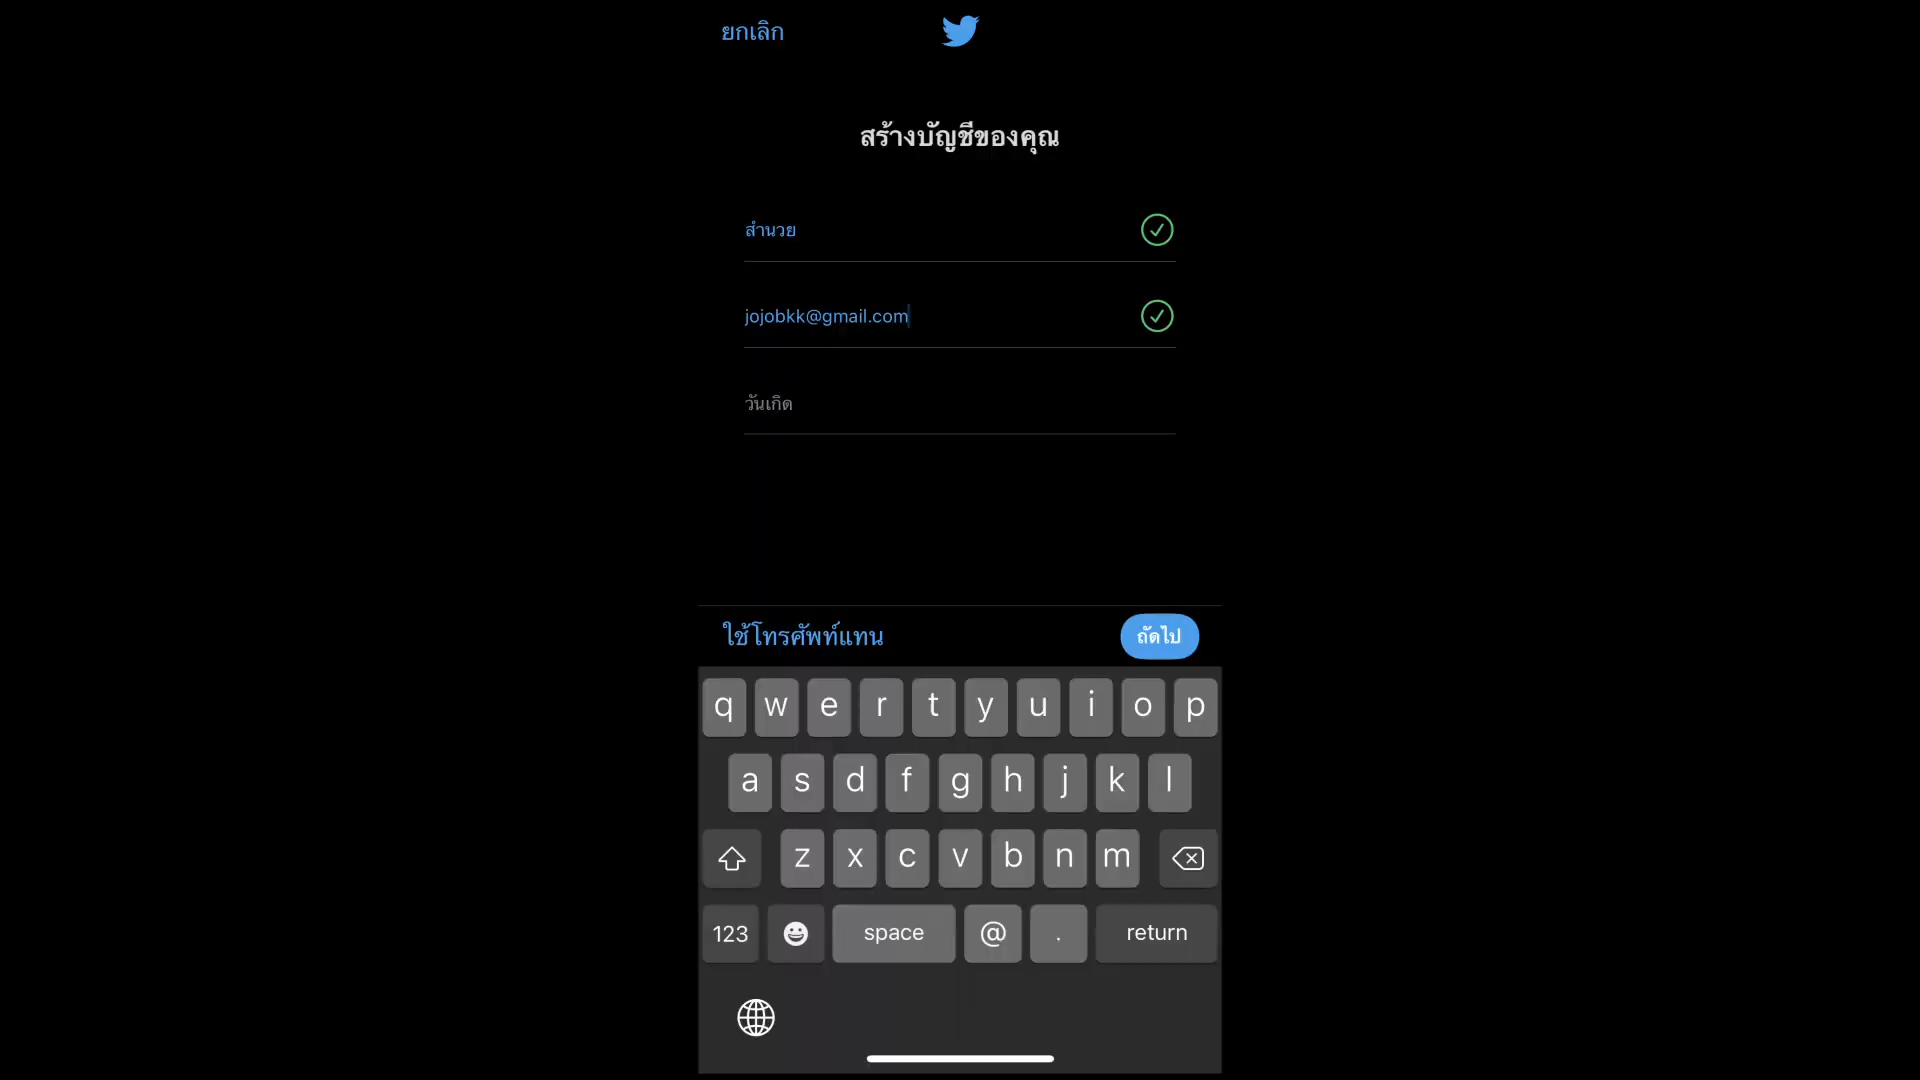 ยกเลิก
สร้างบัญชีของคุณ
สำนวย
jojobkk@gmail.com
วันเกิด
ใช้โทรศัพท์แทน
ถัดไป
q w e r t y u i o p
a s d f g h j k l
z x c v b n m
123 space @ . return